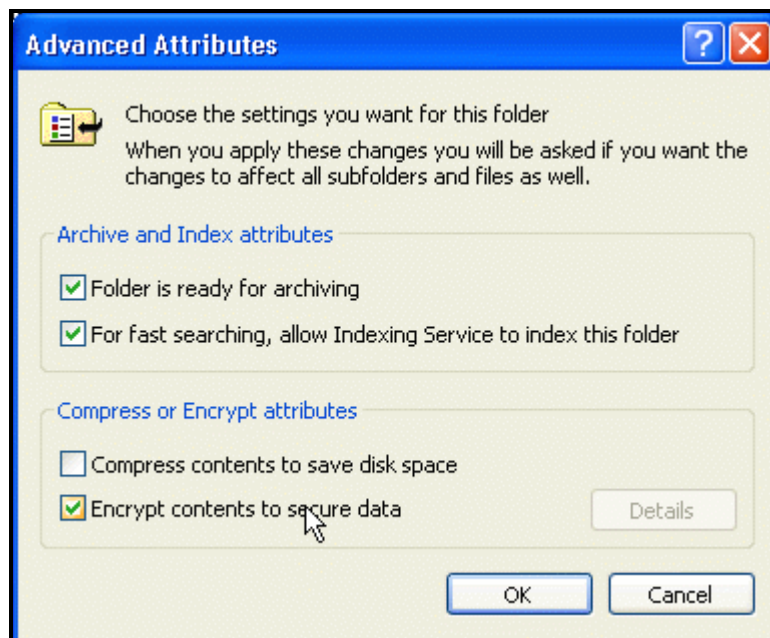 Advanced Attributes
Choose the settings you want for this folder
When you apply these changes you will be asked if you want the
changes to affect all subfolders and files as well.
Archive and Index attributes
Folder is ready for archiving
For fast searching, allow Indexing Service to index this folder
Compress or Encrypt attributes
Compress contents to save disk space
Encrypt contents to secure data
Details
OK
Cancel